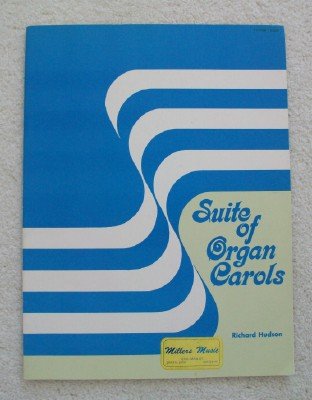 Suite
of
Organ
Carols
Richard Hudson
Millers Music